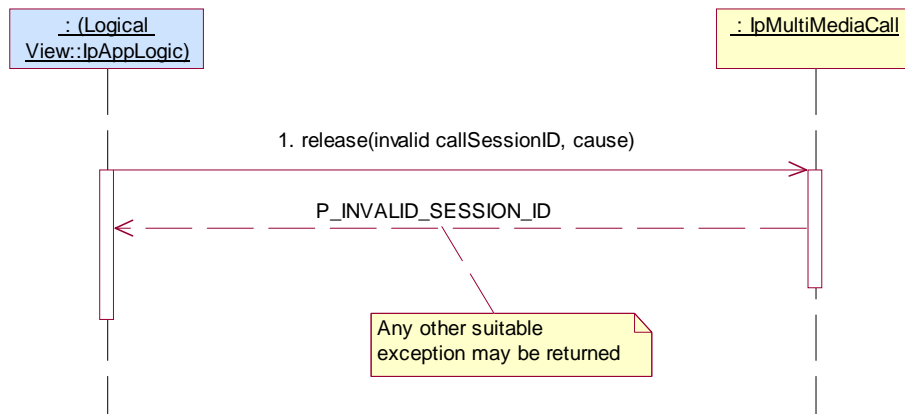 : (Logical
View::IpAppLogic)
: IpMultiMediaCall
1. release(invalid callSessionID, cause)
P_INVALID_SESSION_ID
Any other suitable
exception may be returned